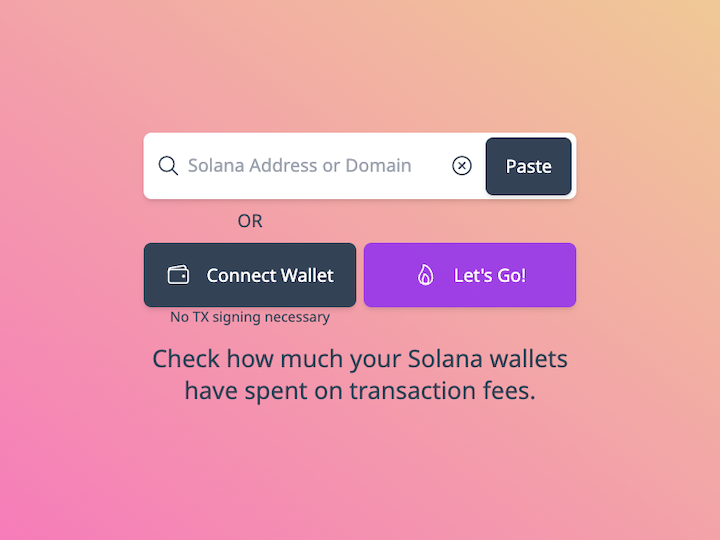 Solana Address or Domain
Paste
OR
Connect Wallet
Let's Go!
No TX signing necessary
Check how much your Solana wallets
have spent on transaction fees.